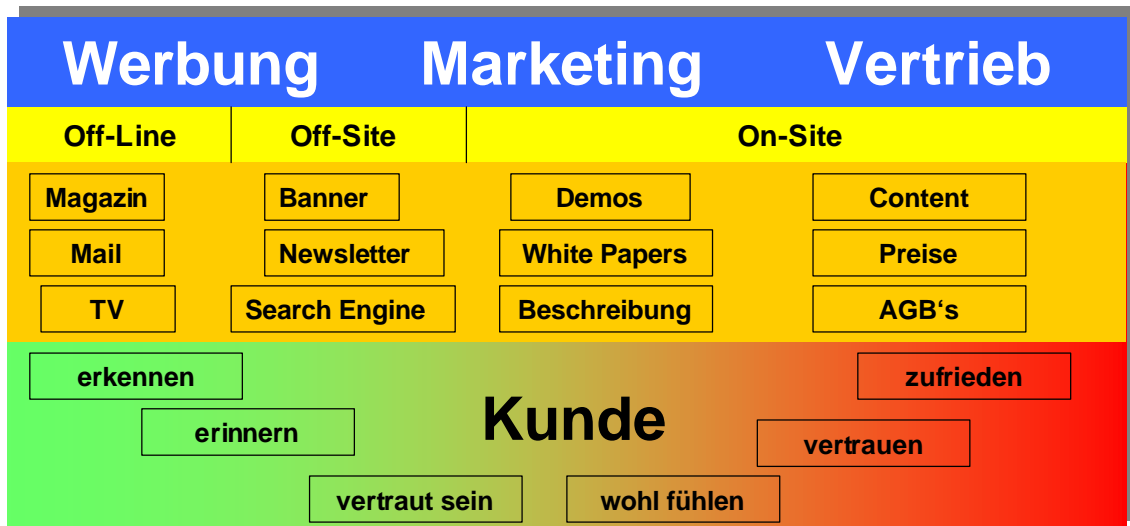 Werbung Marketing Vertrieb
Off-Line Off-Site On-Site
Magazin Banner Demos Content
Mail Newsletter White Papers Preise
TV Search Engine Beschreibung AGB‘s
erkennen zufrieden
erinnern Kunde vertrauen
vertraut sein wohl fühlen